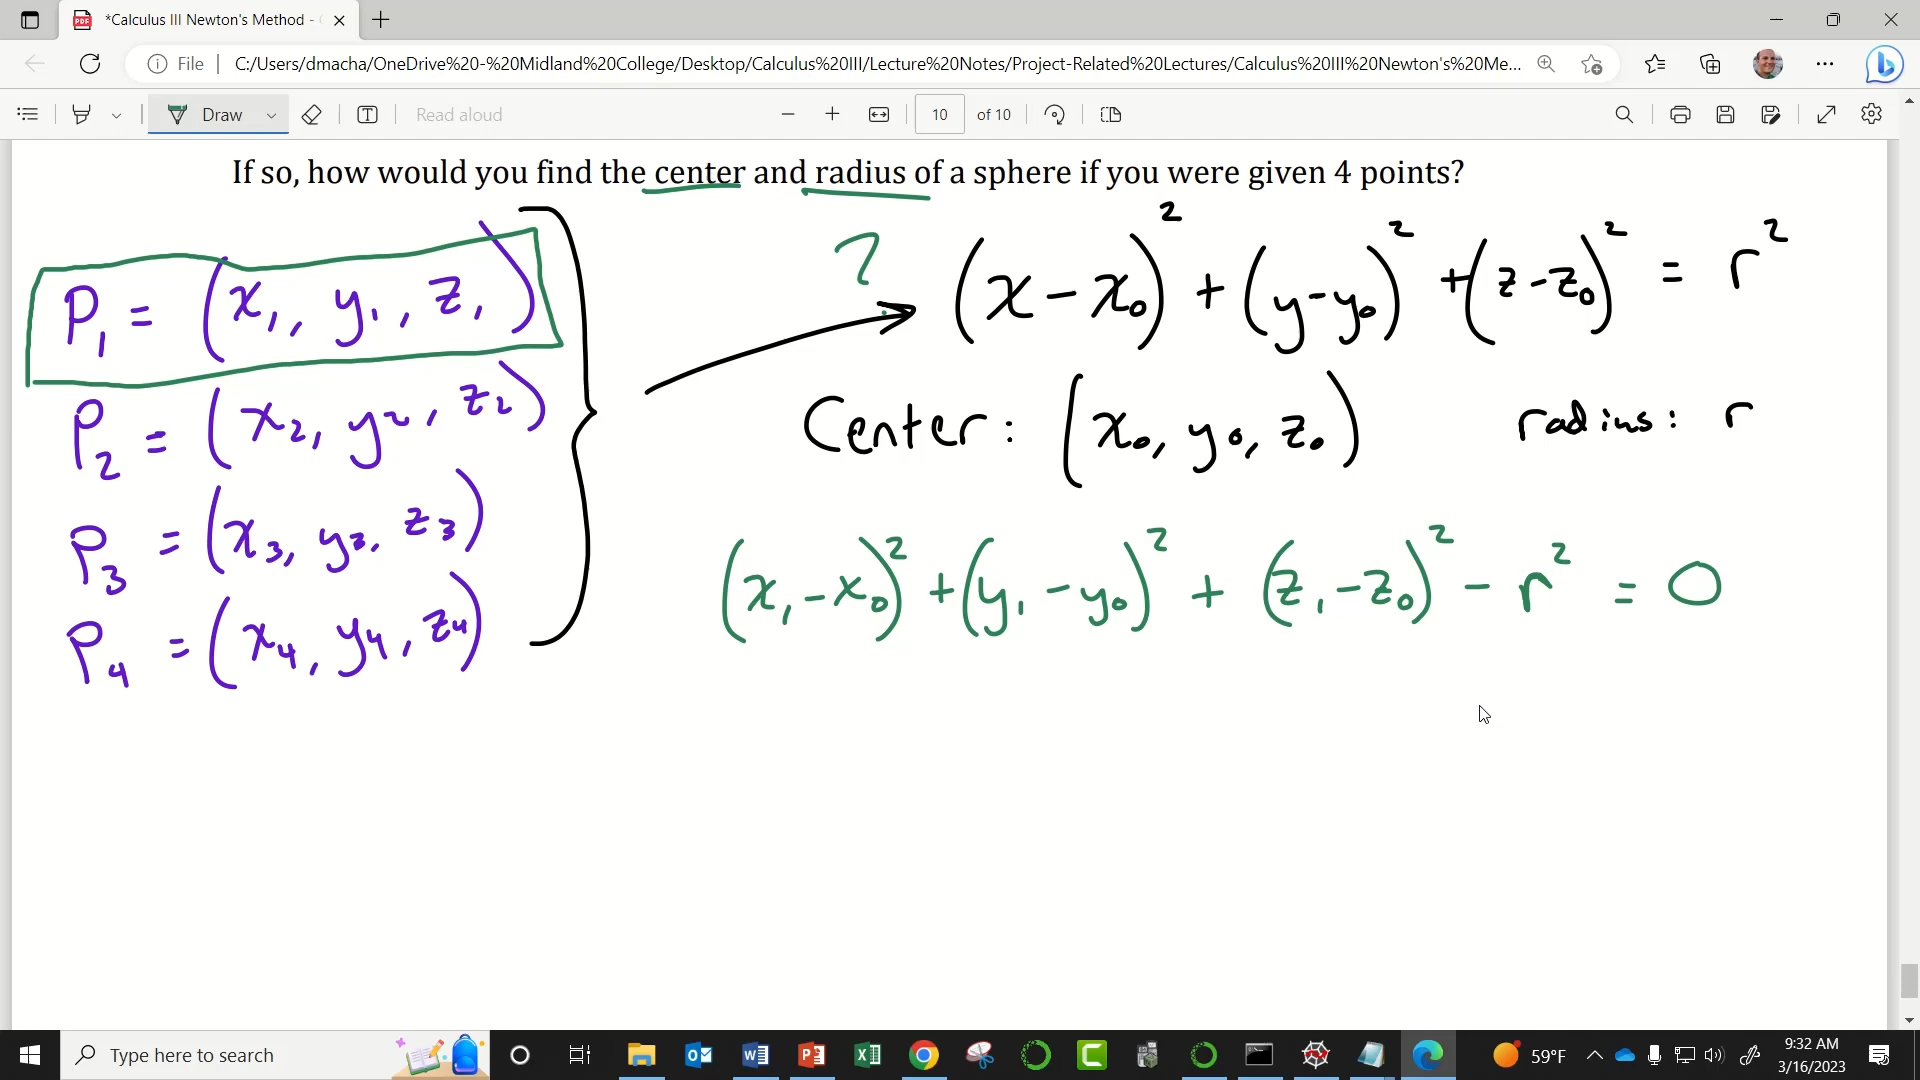 *Calculus III Newton's Method -
File
C:/Users/dmacha/OneDrive%20-%20Midland%20College/Desktop/Calculus%20III/Lecture%20Notes/Project-Related%20Lectures/Calculus%20III%20Newton's%20Me...
Draw
Read aloud
10 of 10
If so, how would you find the center and radius of a sphere if you were given 4 points?
? (x - x₀)² + (y - y₀)² + (z - z₀)² = r²
P₁ = (x₁, y₁, z₁)
P₂ = (x₂, y₂, z₂)
Center: (x₀, y₀, z₀) radius: r
P₃ = (x₃, y₃, z₃)
(x₁ - x₀)² + (y₁ - y₀)² + (z₁ - z₀)² - r² = 0
P₄ = (x₄, y₄, z₄)
Type here to search
59°F
9:32 AM
3/16/2023